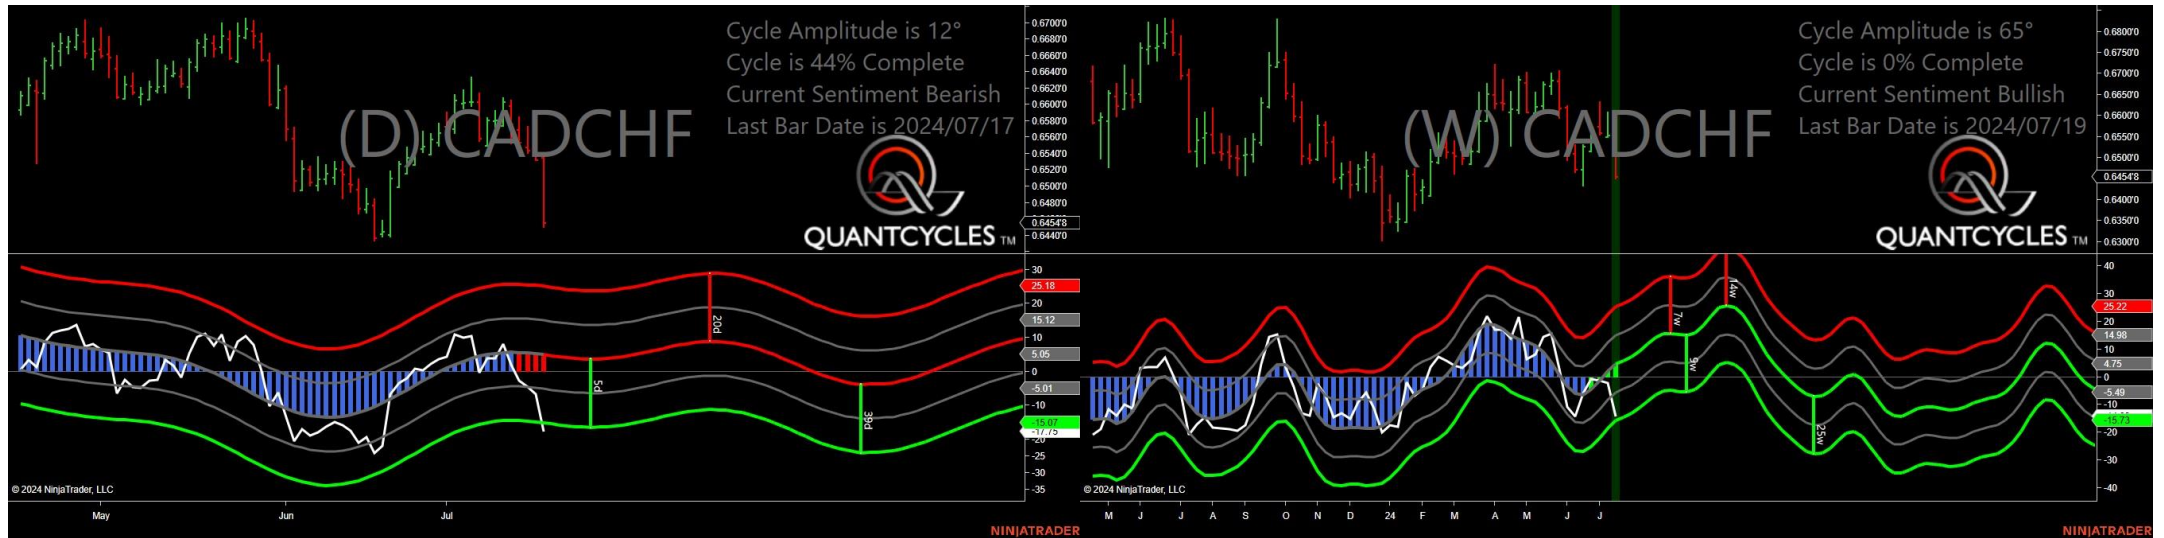 Cycle Amplitude is 12°
Cycle is 44% Complete
Current Sentiment Bearish
Last Bar Date is 2024/07/17
(D) CADCHF
QUANTCYCLES TM
0.6700'0
0.6680'0
0.6660'0
0.6640'0
0.6620'0
0.6600'0
0.6580'0
0.6560'0
0.6540'0
0.6520'0
0.6500'0
0.6480'0
0.6454'8
0.6440'0
30
25.18
20
15.12
10
5.05
0
-5.01
-10
-15.07
-17.75
-20
-25
-30
-35
20d
5d
39d
© 2024 NinjaTrader, LLC
May Jun Jul
NINJATRADER
Cycle Amplitude is 65°
Cycle is 0% Complete
Current Sentiment Bullish
Last Bar Date is 2024/07/19
(W) CADCHF
QUANTCYCLES TM
0.6800'0
0.6750'0
0.6700'0
0.6650'0
0.6600'0
0.6550'0
0.6500'0
0.6454'8
0.6400'0
0.6350'0
0.6300'0
40
30
25.22
20
14.98
10
4.75
0
-5.49
-10
-15.73
-20
-30
-40
14w
7w
9w
25w
© 2024 NinjaTrader, LLC
M J J A S O N D 24 F M A M J J
NINJATRADER